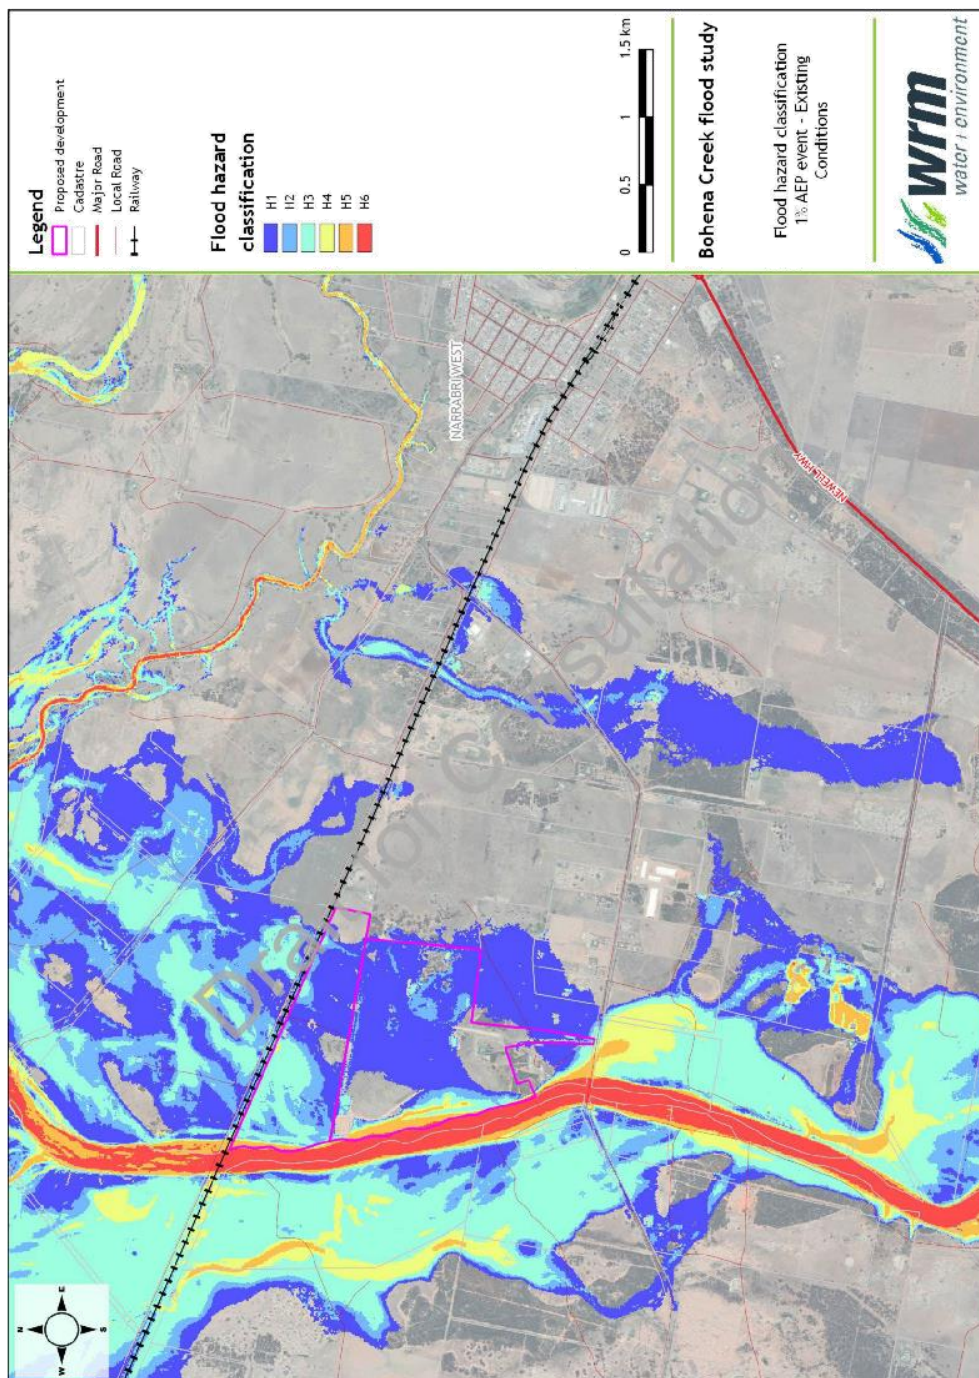 Legend
Proposed development
Cadastre
Major Road
Local Road
Railway
Flood hazard
classification
H1
H2
H3
H4
H5
H6
0
0.5
1
1.5 km
Bohena Creek flood study
Flood hazard classification
1% AEP event - Existing
Conditions
wrm
water + environment
NARRABRI WEST
NEWELL HWY
Draft for Consultation
N
E
S
W